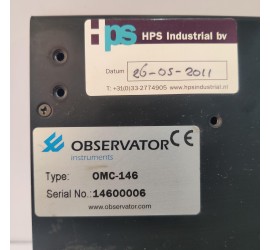 Hps HPS Industrial bv
Datum 26-05-2011
T: +31(0)33-2774905 www.hpsindustrial.nl
OBSERVATOR CE
instruments
Type: OMC-146
Serial No.: 14600006
www.observator.com